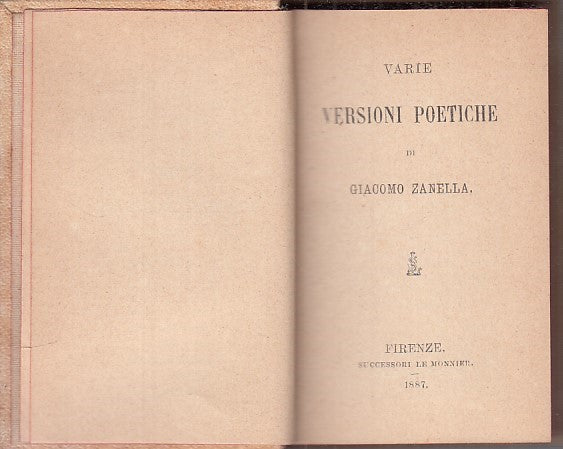 VARIE
VERSIONI POETICHE
DI
GIACOMO ZANELLA.
FIRENZE.
SUCCESSORI LE MONNIER.
1887.